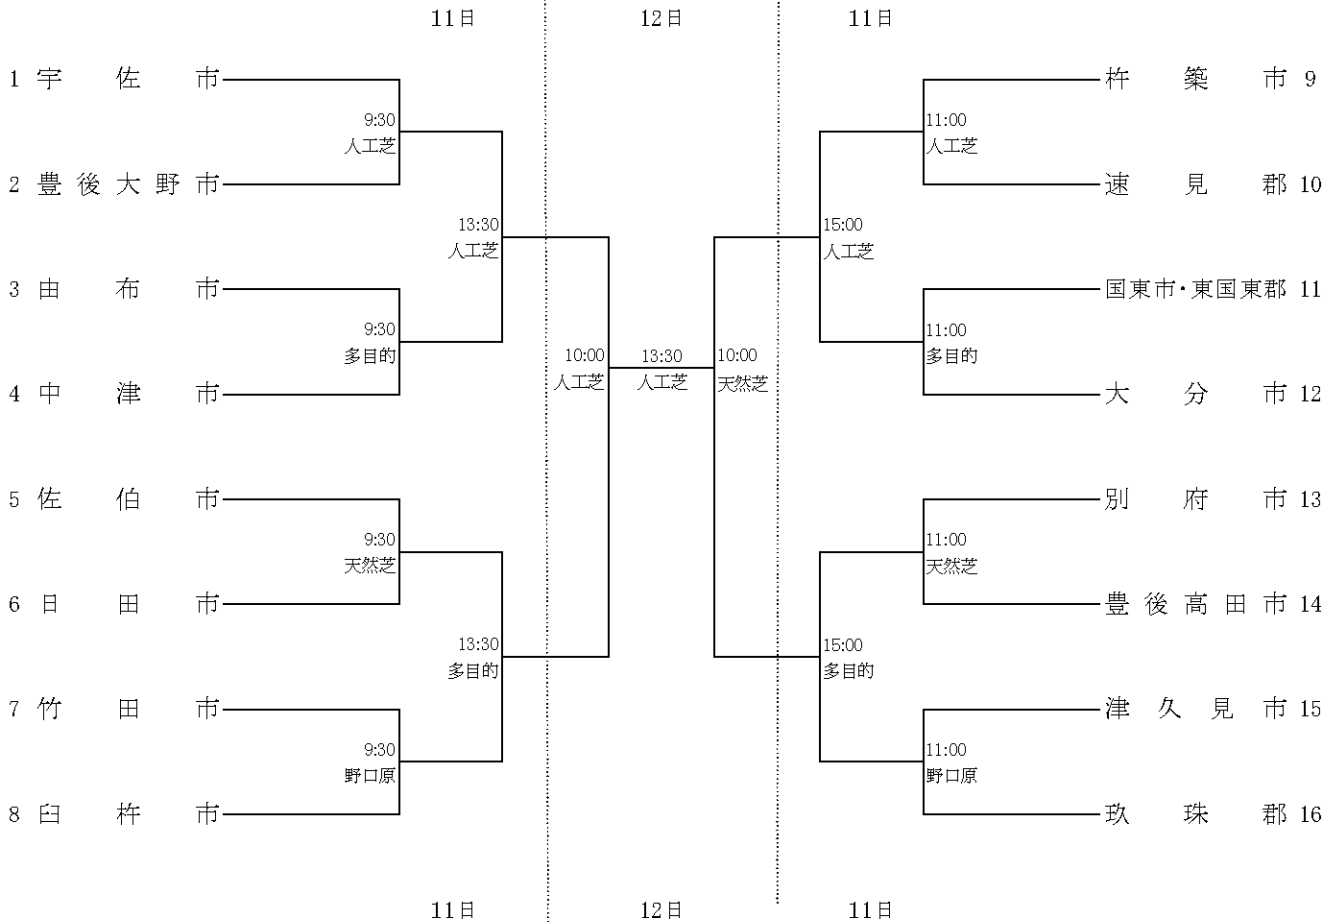 11日 12日 11日
1 宇佐市 杵築市 9
9:30 11:00
人工芝 人工芝
2 豊後大野市 速見郡 10
13:30 15:00
人工芝 人工芝
3 由布市 国東市・東国東郡 11
9:30 11:00
多目的 多目的
10:00 13:30 10:00
人工芝 人工芝 天然芝
4 中津市 大分市 12
5 佐伯市 別府市 13
9:30 11:00
天然芝 天然芝
6 日田市 豊後高田市 14
13:30 15:00
多目的 多目的
7 竹田市 津久見市 15
9:30 11:00
野口原 野口原
8 臼杵市 玖珠郡 16
11日 12日 11日